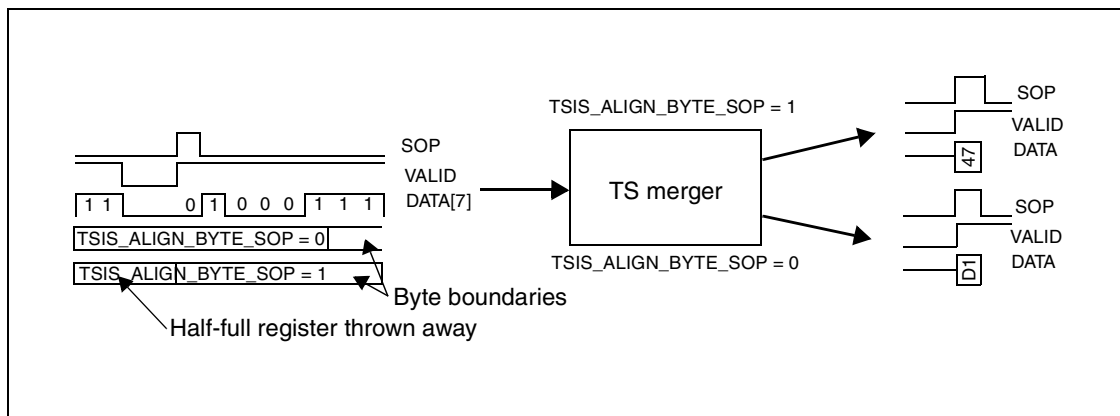 TSIS_ALIGN_BYTE_SOP = 1
SOP
VALID
DATA
47
SOP
VALID
DATA[7]
1 1 0 1 0 0 0 1 1 1
TS merger
SOP
VALID
DATA
D1
TSIS_ALIGN_BYTE_SOP = 0
TSIS_ALIGN_BYTE_SOP = 0
TSIS_ALIGN_BYTE_SOP = 1
Byte boundaries
Half-full register thrown away